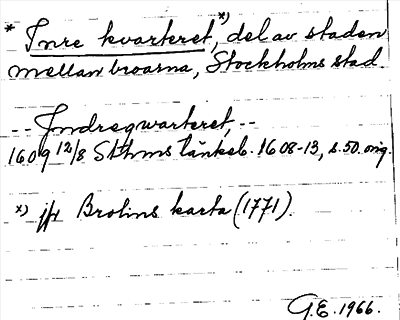 * Inre kvarteret,ˣ⁾ del av staden
mellan broarna, Stockholms stad.
-- Indreqwarteret, --
1609 12/8 Sthms tänkeb. 1608-13, s. 50. orig.
x) jfr Brolins karta (1771).
G.E. 1966.